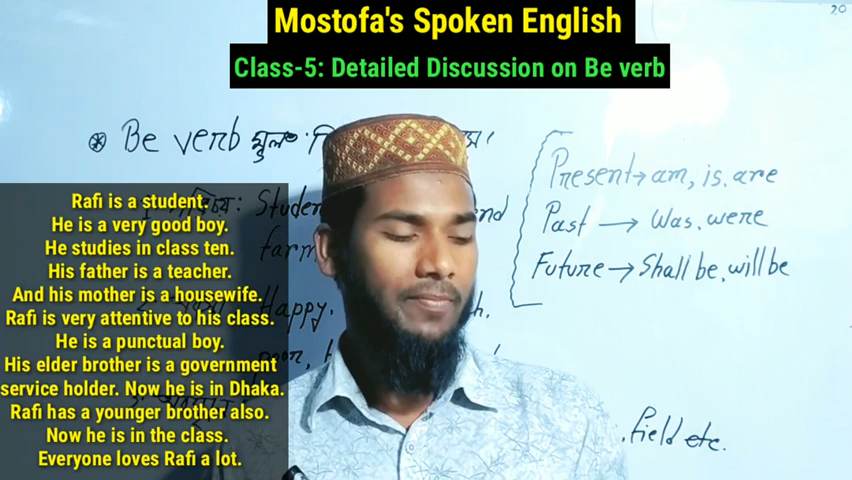 Mostofa's Spoken English
Class-5: Detailed Discussion on Be verb
20
Be verb মূলতঃ
Present → am, is, are
Past → Was, were
Future → Shall be, will be
Student
Happy,
poor,
field etc.
Rafi is a student.
He is a very good boy.
He studies in class ten.
His father is a teacher.
And his mother is a housewife.
Rafi is very attentive to his class.
He is a punctual boy.
His elder brother is a government
service holder. Now he is in Dhaka.
Rafi has a younger brother also.
Now he is in the class.
Everyone loves Rafi a lot.